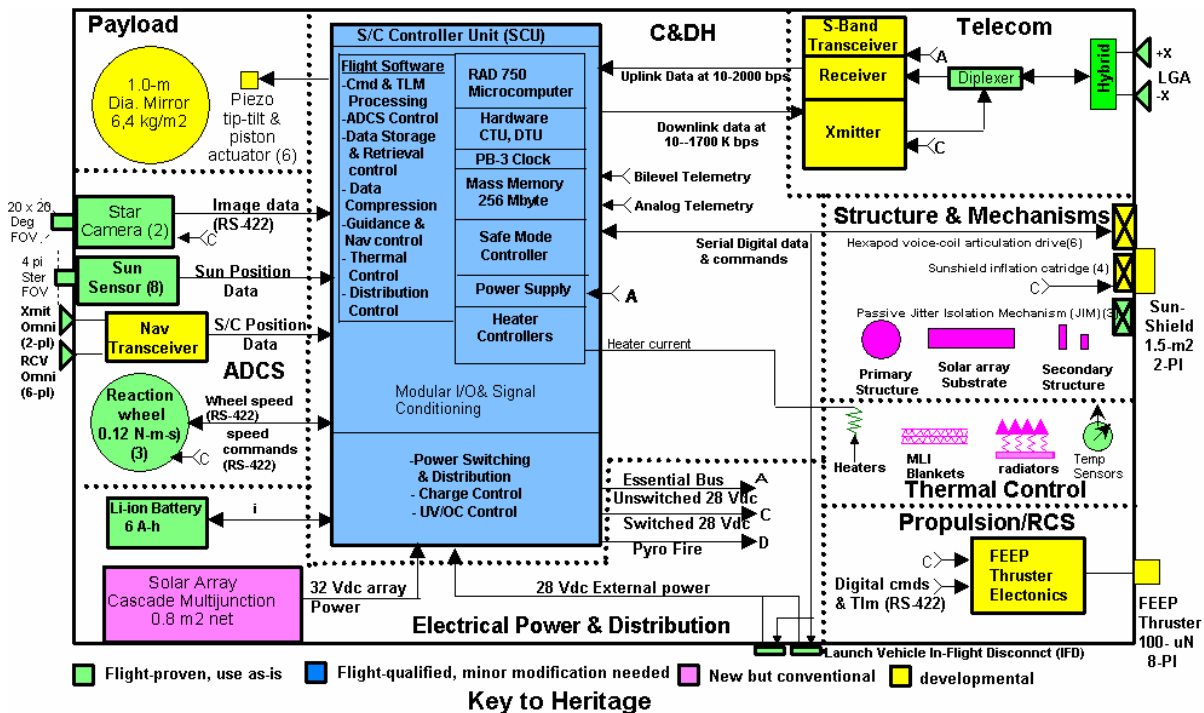 Payload
1.0-m
Dia. Mirror
6,4 kg/m2
Piezo
tip-tilt &
piston
actuator (6)
S/C Controller Unit (SCU)
Flight Software
-Cmd & TLM
Processing
-ADCS Control
-Data Storage
& Retrieval
control
- Data
Compression
-Guidance &
Nav control
- Thermal
Control
- Distribution
Control
RAD 750
Microcomputer
Hardware
CTU, DTU
PB-3 Clock
Mass Memory
256 Mbyte
Safe Mode
Controller
Power Supply
Heater
Controllers
Modular I/O& Signal
Conditioning
-Power Switching
& Distribution
- Charge Control
- UV/OC Control
C&DH
Uplink Data at 10-2000 bps
Downlink data at
10--1700 K bps
Bilevel Telemetry
Analog Telemetry
Serial Digital data
& commands
A
Heater current
S-Band
Transceiver
Receiver
Xmitter
Telecom
A
Diplexer
C
Hybrid
+X
LGA
-X
20 x 20
Deg
FOV
Star
Camera (2)
Image data
(RS-422)
C
4 pi
Ster
FOV
Sun
Sensor (8)
Sun Position
Data
Xmit
Omni
(2-pl)
RCV
Omni
(6-pl)
Nav
Transceiver
S/C Position
Data
ADCS
Reaction
wheel
0.12 N-m-s)
(3)
Wheel speed
(RS-422)
speed
commands
(RS-422)
C
Structure & Mechanisms
Hexapod voice-coil articulation drive(6)
Sunshield inflation catridge (4)
C
Passive Jitter Isolation Mechanism (JIM)(3)
Primary
Structure
Solar array
Substrate
Secondary
Structure
Sun-
Shield
1.5-m2
2-PI
Heaters
MLI
Blankets
radiators
Temp
Sensors
Thermal Control
Li-ion Battery
6 A-h
i
Essential Bus
A
Unswitched 28 Vdc
C
Switched 28 Vdc
D
Pyro Fire
Solar Array
Cascade Multijunction
0.8 m2 net
32 Vdc array
Power
28 Vdc External power
Electrical Power & Distribution
Propulsion/RCS
C
Digital cmds
& Tlm (RS-422)
FEEP
Thruster
Electonics
FEEP
Thruster
100- uN
8-PI
Launch Vehicle In-Flight Disconnct (IFD)
Flight-proven, use as-is
Flight-qualified, minor modification needed
New but conventional
developmental
Key to Heritage